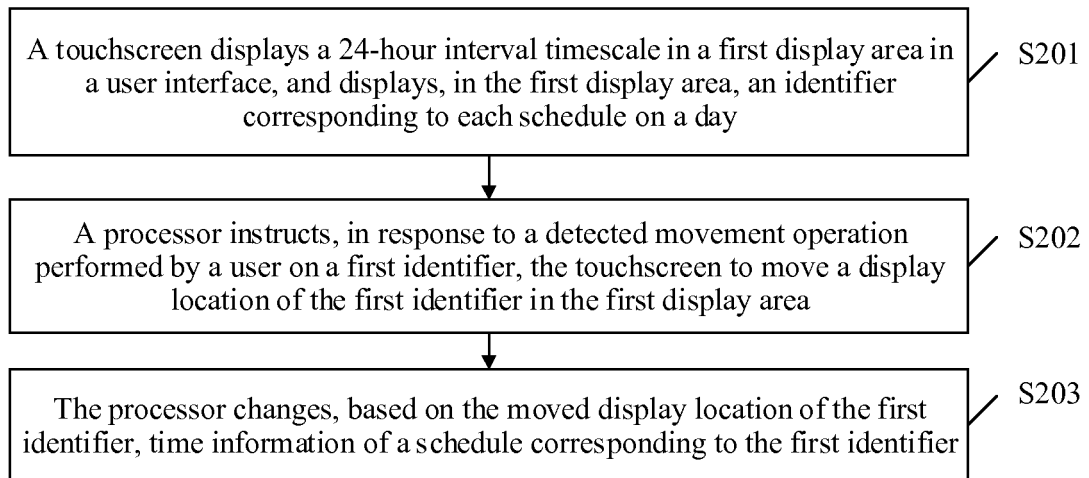 A touchscreen displays a 24-hour interval timescale in a first display area in
a user interface, and displays, in the first display area, an identifier
corresponding to each schedule on a day
S201
A processor instructs, in response to a detected movement operation
performed by a user on a first identifier, the touchscreen to move a display
location of the first identifier in the first display area
S202
The processor changes, based on the moved display location of the first
identifier, time information of a schedule corresponding to the first identifier
S203